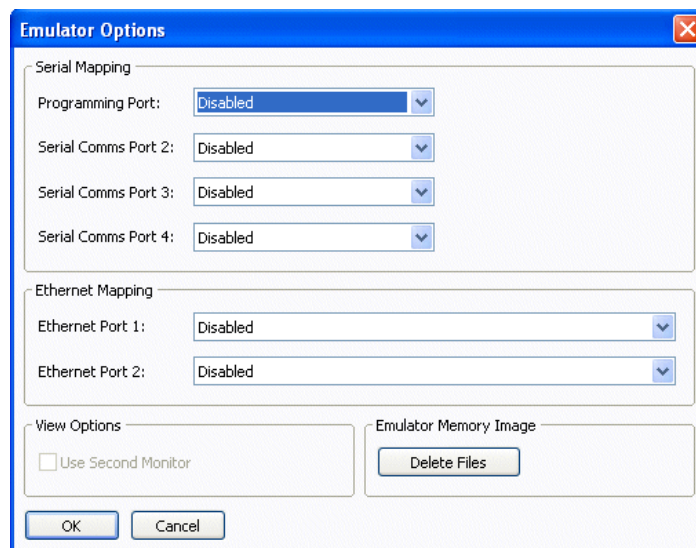 Emulator Options
Serial Mapping
Programming Port: Disabled
Serial Comms Port 2: Disabled
Serial Comms Port 3: Disabled
Serial Comms Port 4: Disabled
Ethernet Mapping
Ethernet Port 1: Disabled
Ethernet Port 2: Disabled
View Options
Use Second Monitor
Emulator Memory Image
Delete Files
OK Cancel